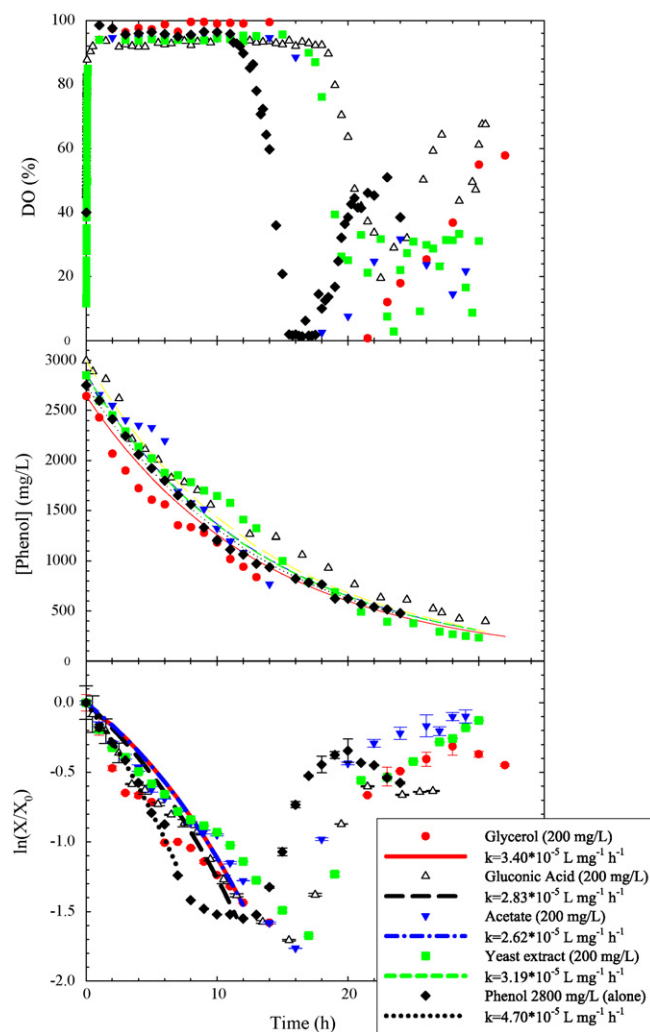 100
80
60
40
20
0
DO (%)
3000
2500
2000
1500
1000
500
0
[Phenol] (mg/L)
0.0
-0.5
-1.0
-1.5
-2.0
ln(X/X₀)
0
10
20
Time (h)
Glycerol (200 mg/L)
k=3.40*10⁻⁵ L mg⁻¹ h⁻¹
Gluconic Acid (200 mg/L)
k=2.83*10⁻⁵ L mg⁻¹ h⁻¹
Acetate (200 mg/L)
k=2.62*10⁻⁵ L mg⁻¹ h⁻¹
Yeast extract (200 mg/L)
k=3.19*10⁻⁵ L mg⁻¹ h⁻¹
Phenol 2800 mg/L (alone)
k=4.70*10⁻⁵ L mg⁻¹ h⁻¹